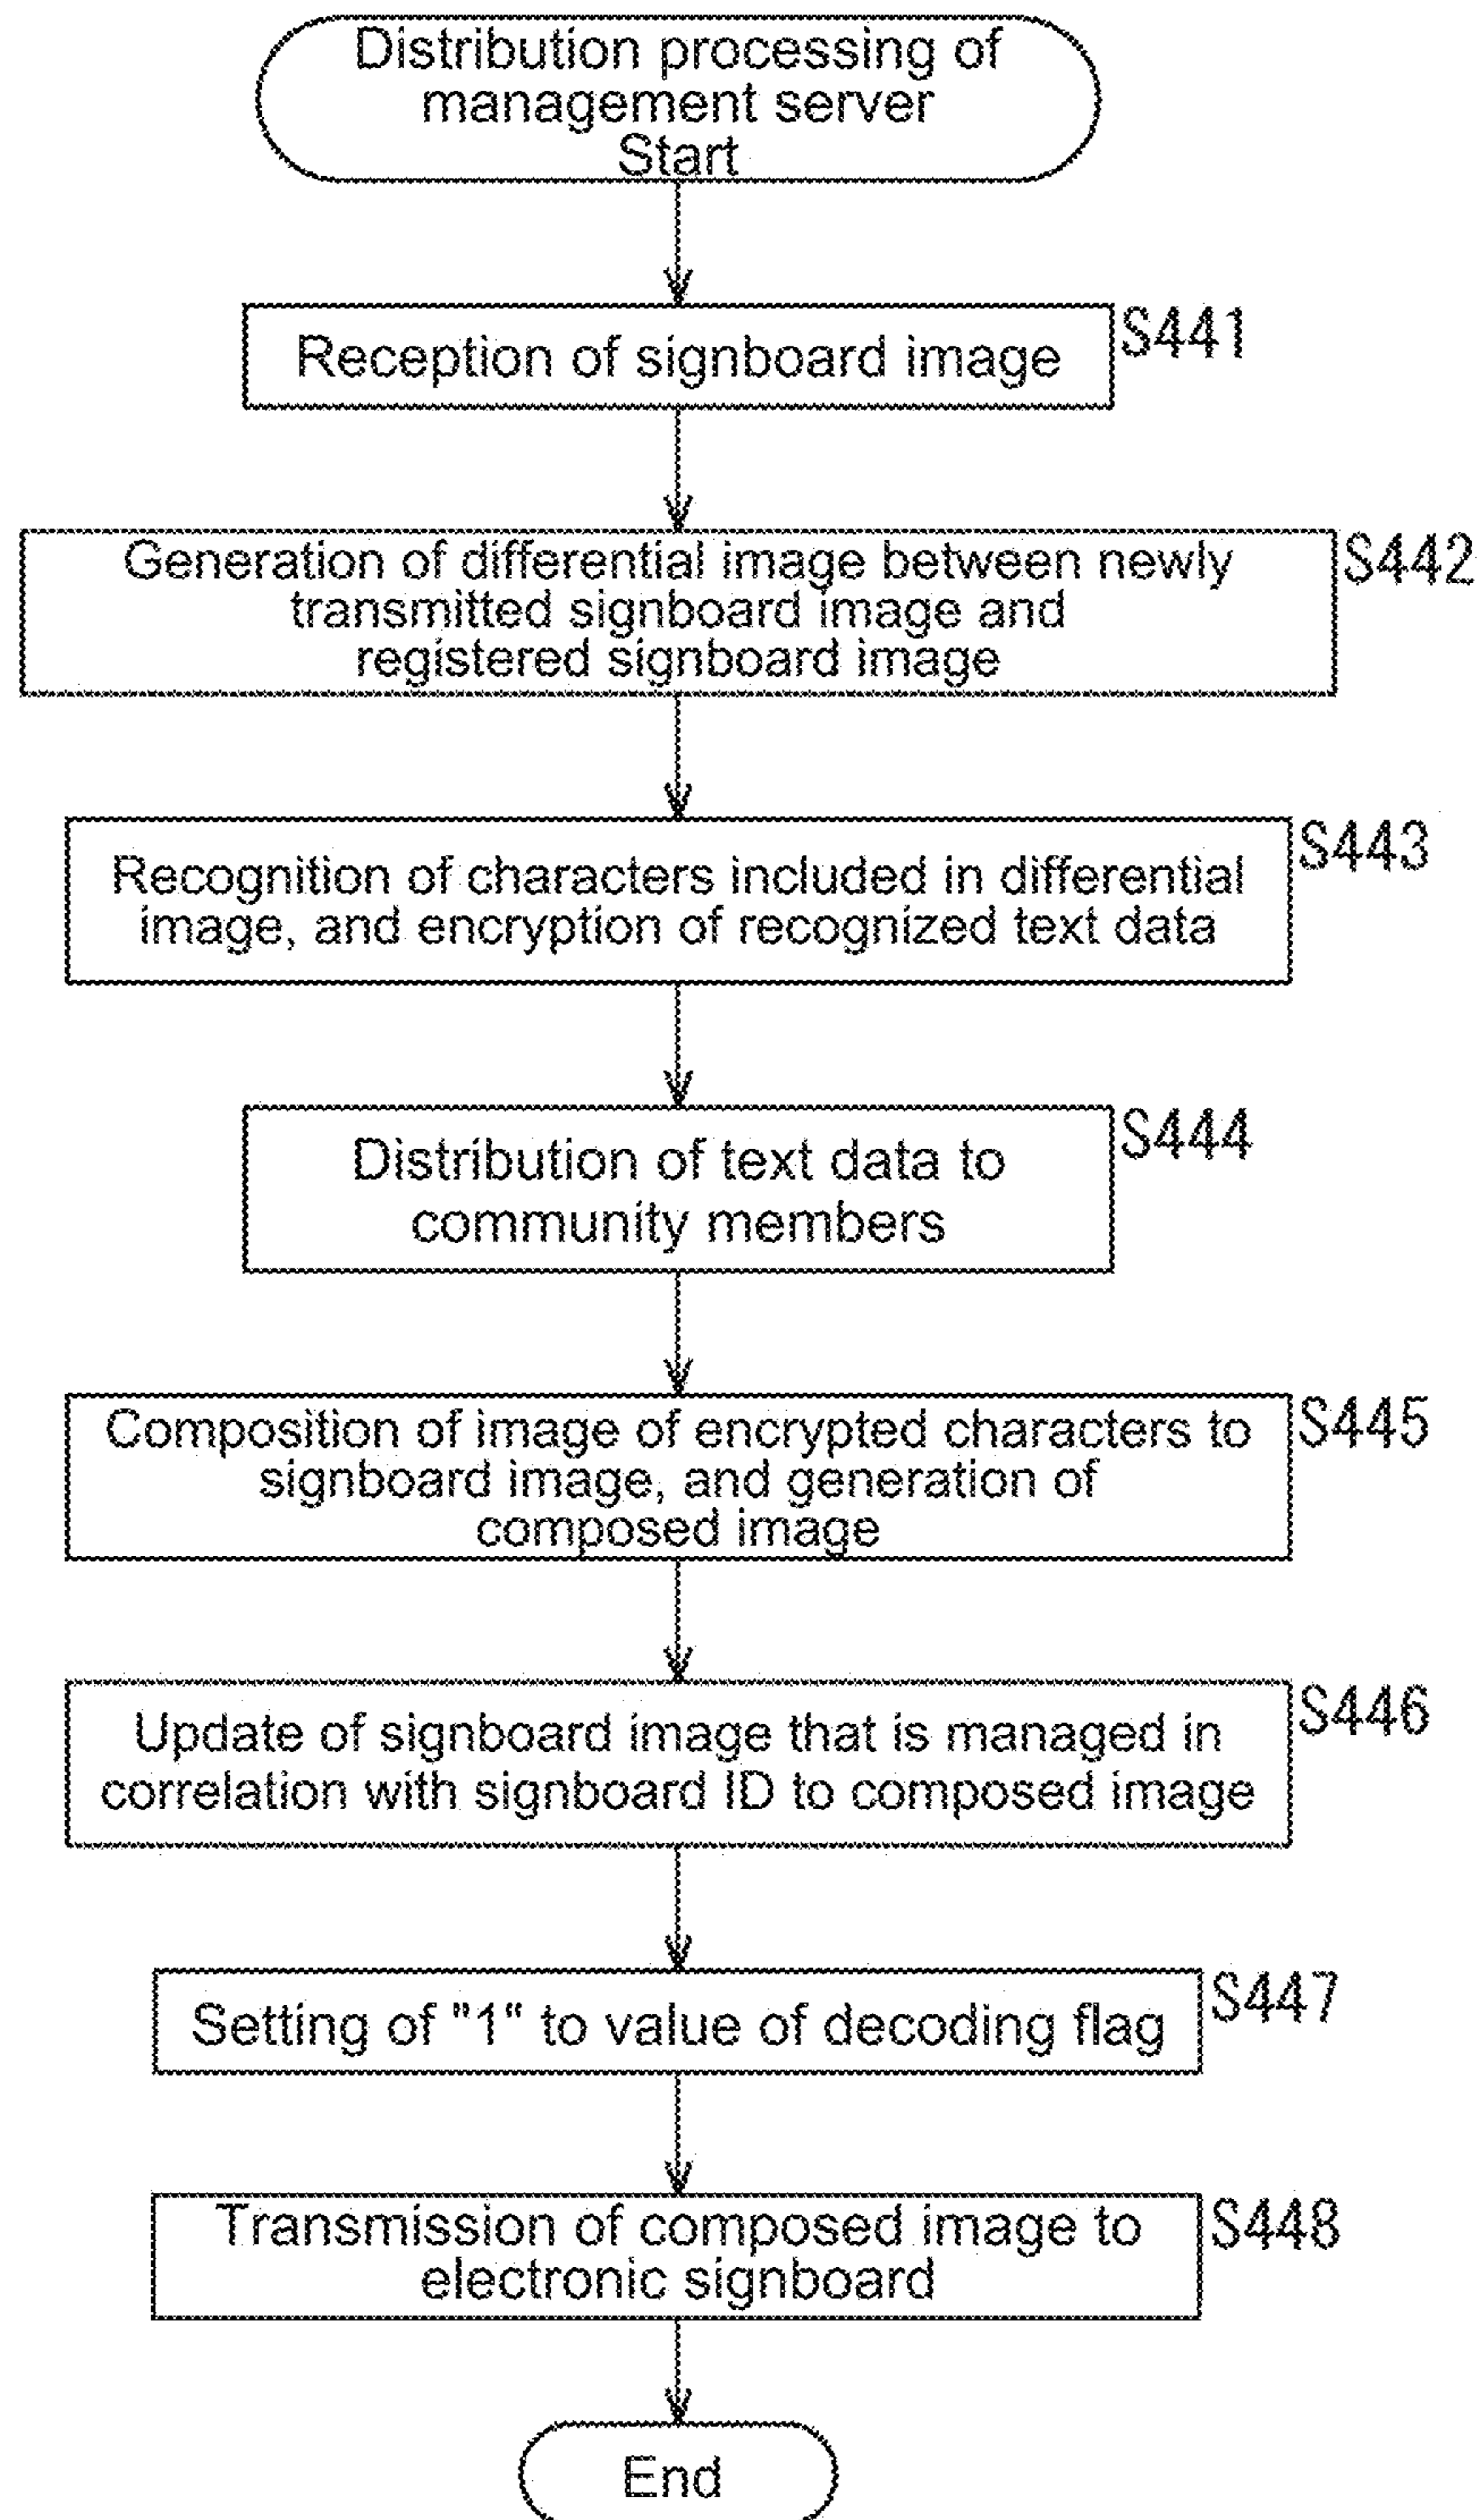 Distribution processing of
management server
Start
Reception of signboard image
S441
Generation of differential image between newly
transmitted signboard image and
registered signboard image
S442
Recognition of characters included in differential
image, and encryption of recognized text data
S443
Distribution of text data to
community members
S444
Composition of image of encrypted characters to
signboard image, and generation of
composed image
S445
Update of signboard image that is managed in
correlation with signboard ID to composed image
S446
Setting of "1" to value of decoding flag
S447
Transmission of composed image to
electronic signboard
S448
End